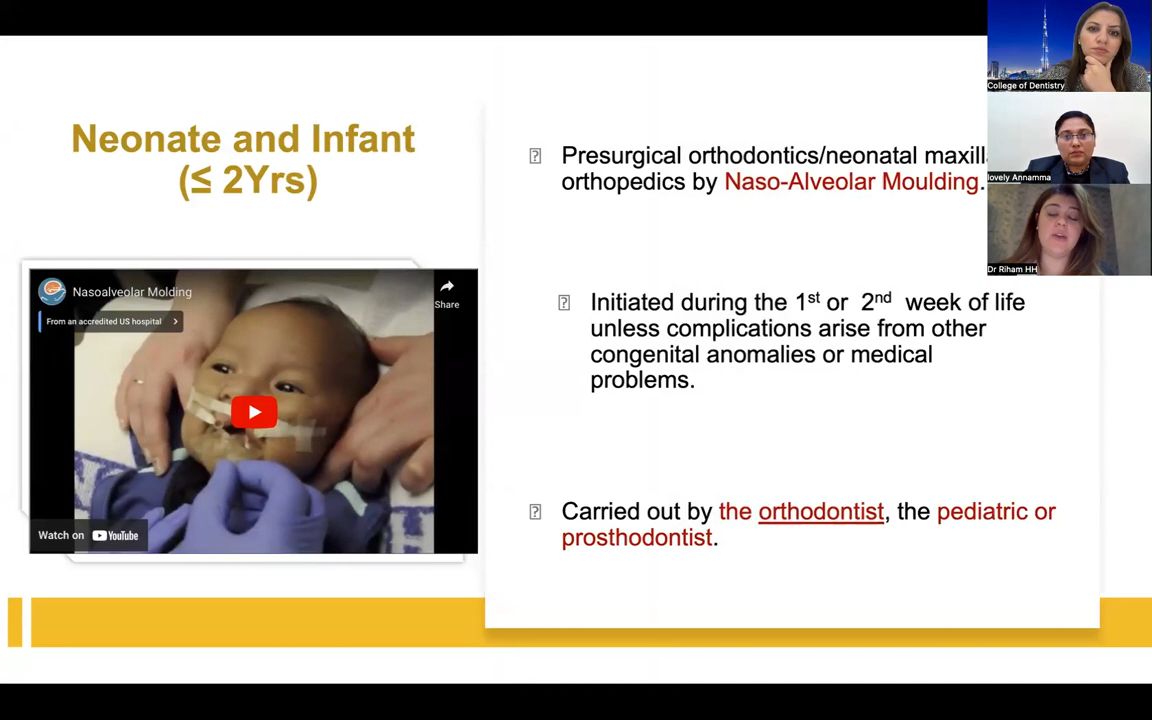 College of Dentistry
lovely Annamma
Dr Riham HH
Neonate and Infant
(≤ 2Yrs)
Nasoalveolar Molding
From an accredited US hospital
Share
Watch on YouTube
Presurgical orthodontics/neonatal
orthopedics by Naso-Alveolar Moulding.
Initiated during the 1st or 2nd week of life
unless complications arise from other
congenital anomalies or medical
problems.
Carried out by the orthodontist, the pediatric or
prosthodontist.